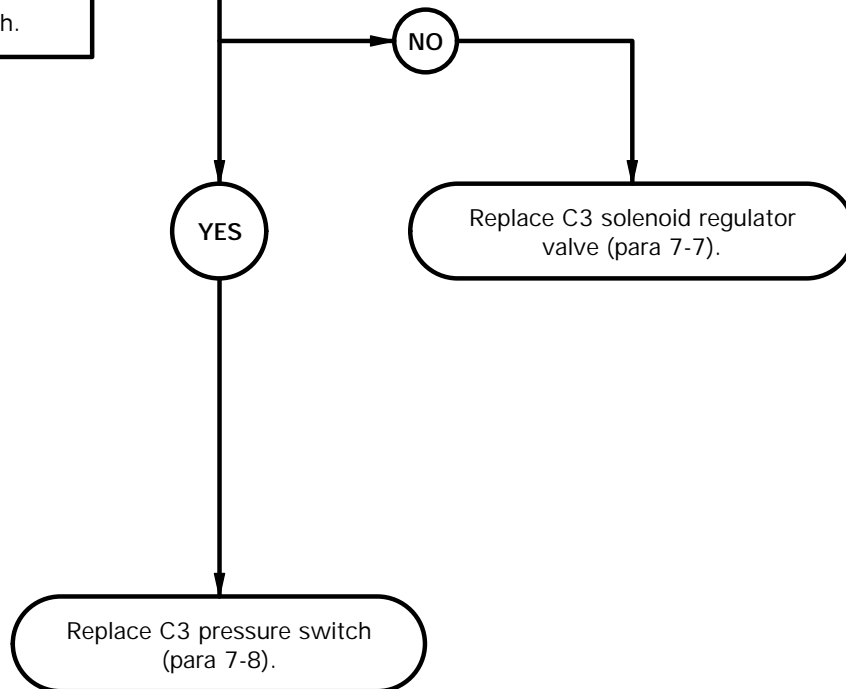 h.
NO
YES
Replace C3 solenoid regulator
valve (para 7-7).
Replace C3 pressure switch
(para 7-8).